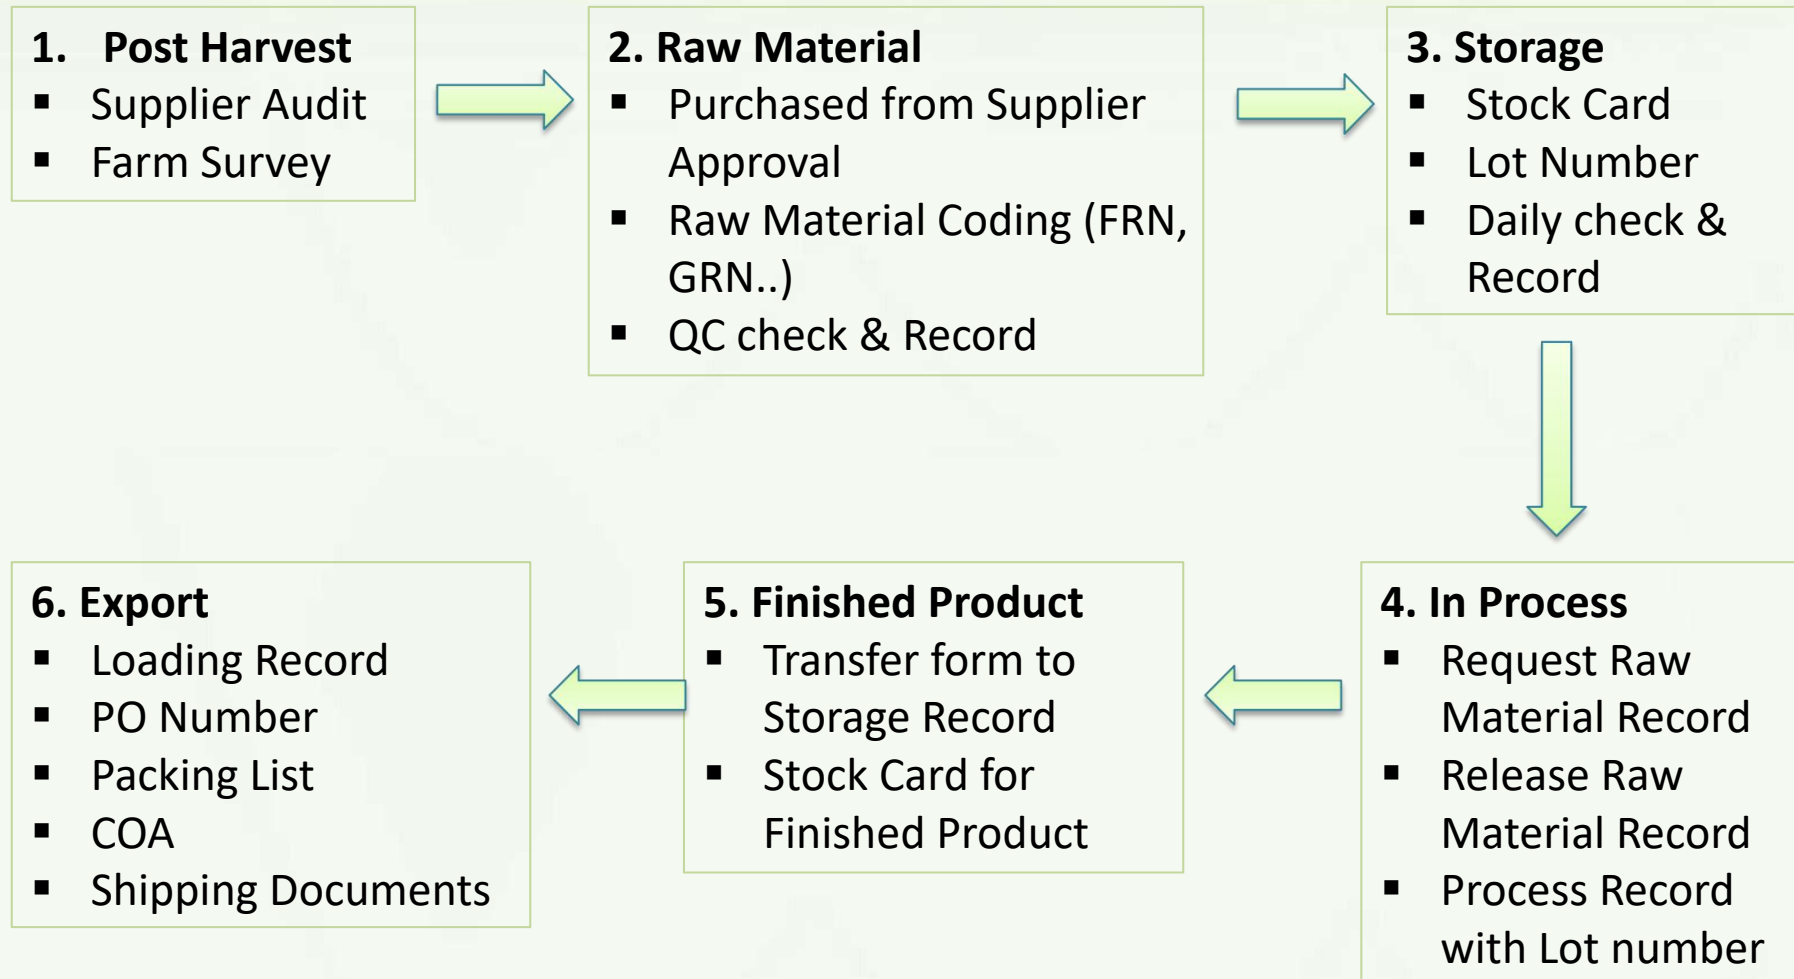 1. Post Harvest
▪ Supplier Audit
▪ Farm Survey
2. Raw Material
▪ Purchased from Supplier
Approval
▪ Raw Material Coding (FRN,
GRN..)
▪ QC check & Record
3. Storage
▪ Stock Card
▪ Lot Number
▪ Daily check &
Record
4. In Process
▪ Request Raw
Material Record
▪ Release Raw
Material Record
▪ Process Record
with Lot number
5. Finished Product
▪ Transfer form to
Storage Record
▪ Stock Card for
Finished Product
6. Export
▪ Loading Record
▪ PO Number
▪ Packing List
▪ COA
▪ Shipping Documents